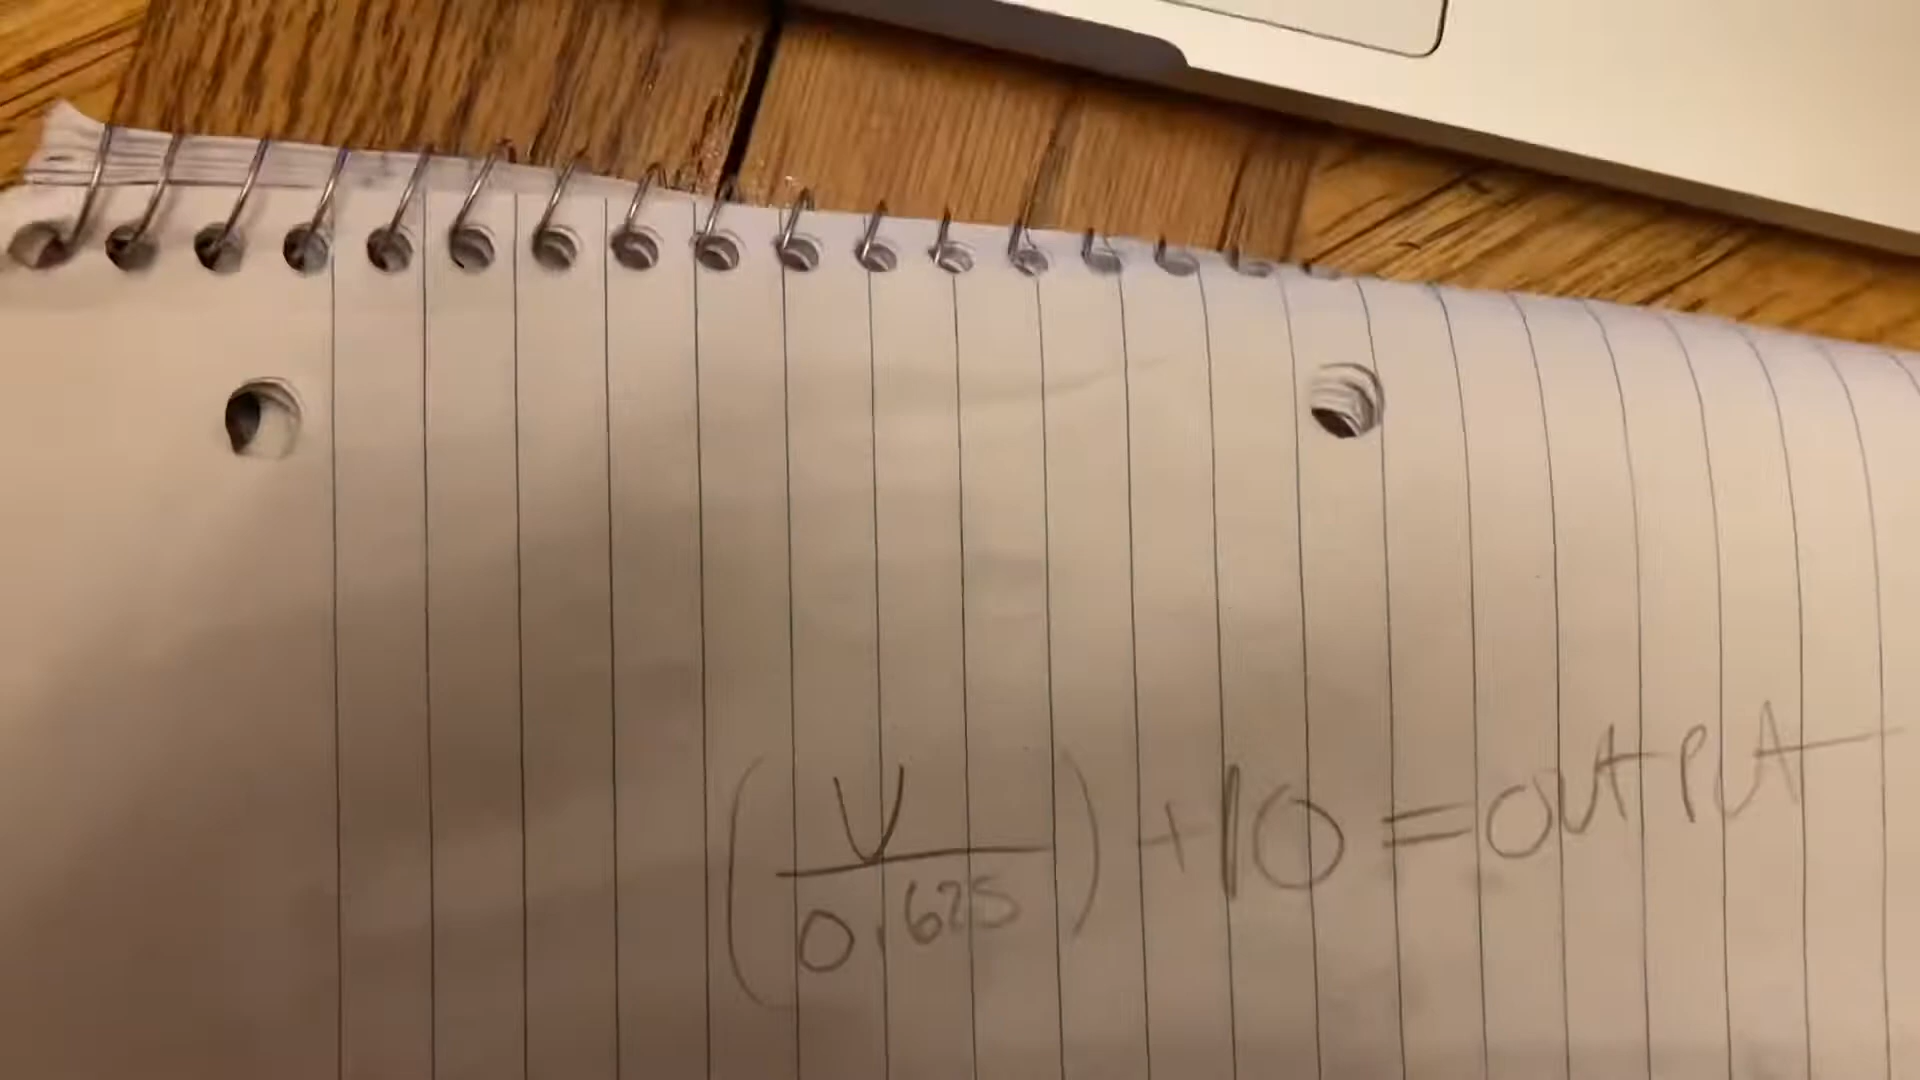 (V/0.625) + 10 = output